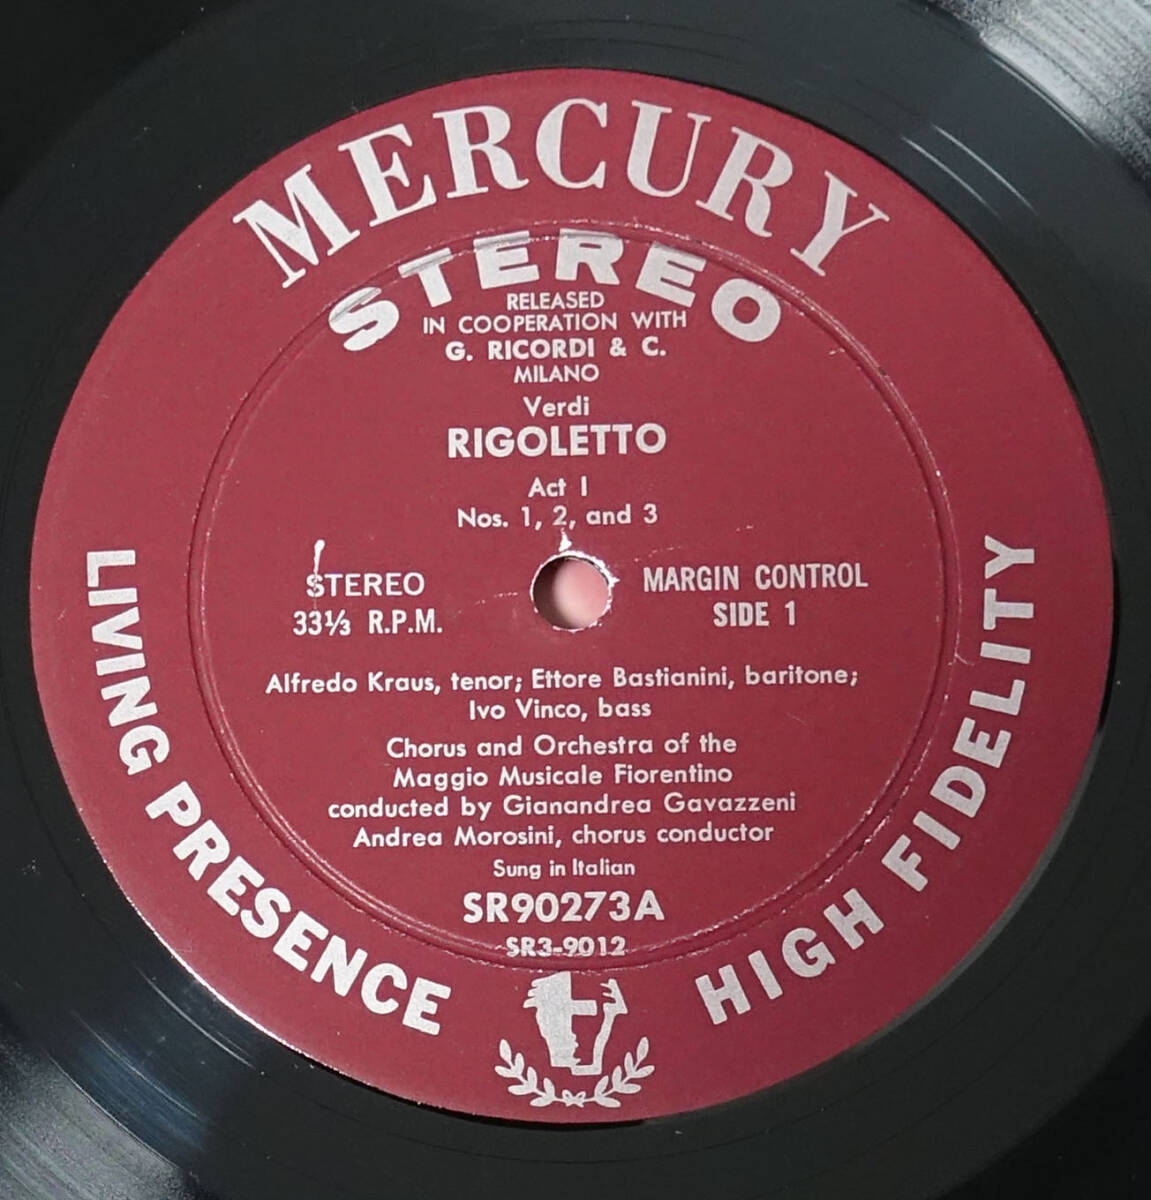 MERCURY
STEREO
RELEASED
IN COOPERATION WITH
G. RICORDI & C.
MILANO
Verdi
RIGOLETTO
Act I
Nos. 1, 2, and 3
STEREO
33⅓ R.P.M.
MARGIN CONTROL
SIDE 1
Alfredo Kraus, tenor; Ettore Bastianini, baritone;
Ivo Vinco, bass
Chorus and Orchestra of the
Maggio Musicale Fiorentino
conducted by Gianandrea Gavazzeni
Andrea Morosini, chorus conductor
Sung in Italian
SR90273A
SR3-9012
LIVING PRESENCE
HIGH FIDELITY